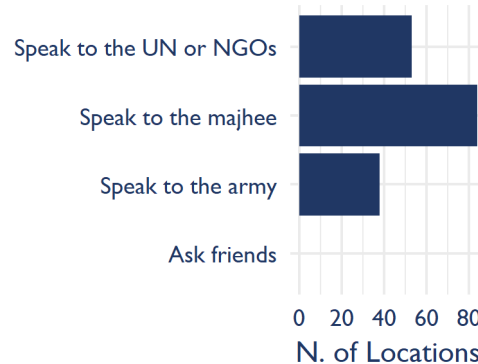 Speak to the UN or NGOs
Speak to the majhee
Speak to the army
Ask friends
0 20 40 60 80
N. of Locations